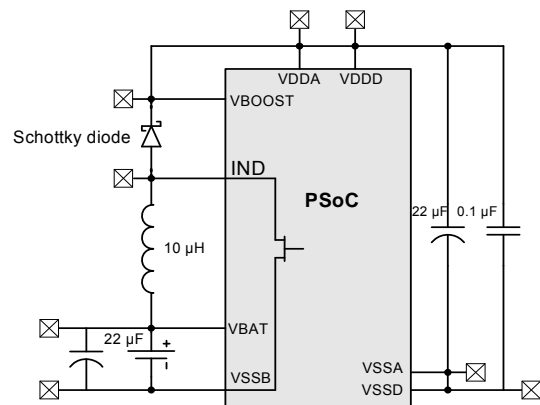 VDDA VDDD
VBOOST
Schottky diode
IND
PSoC
22 µF 0.1 µF
10 µH
22 µF + VBAT
VSSB
VSSA
VSSD